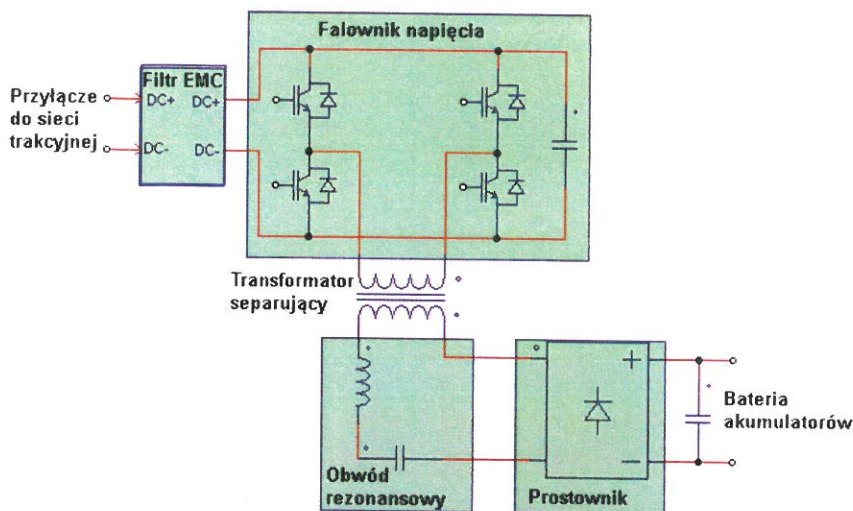 Falownik napięcia
Filtr EMC
DC+ DC+
DC- DC-
Przyłącze
do sieci
trakcyjnej
Transformator
separujący
Obwód
rezonansowy
+
−
Prostownik
Bateria
akumulatorów